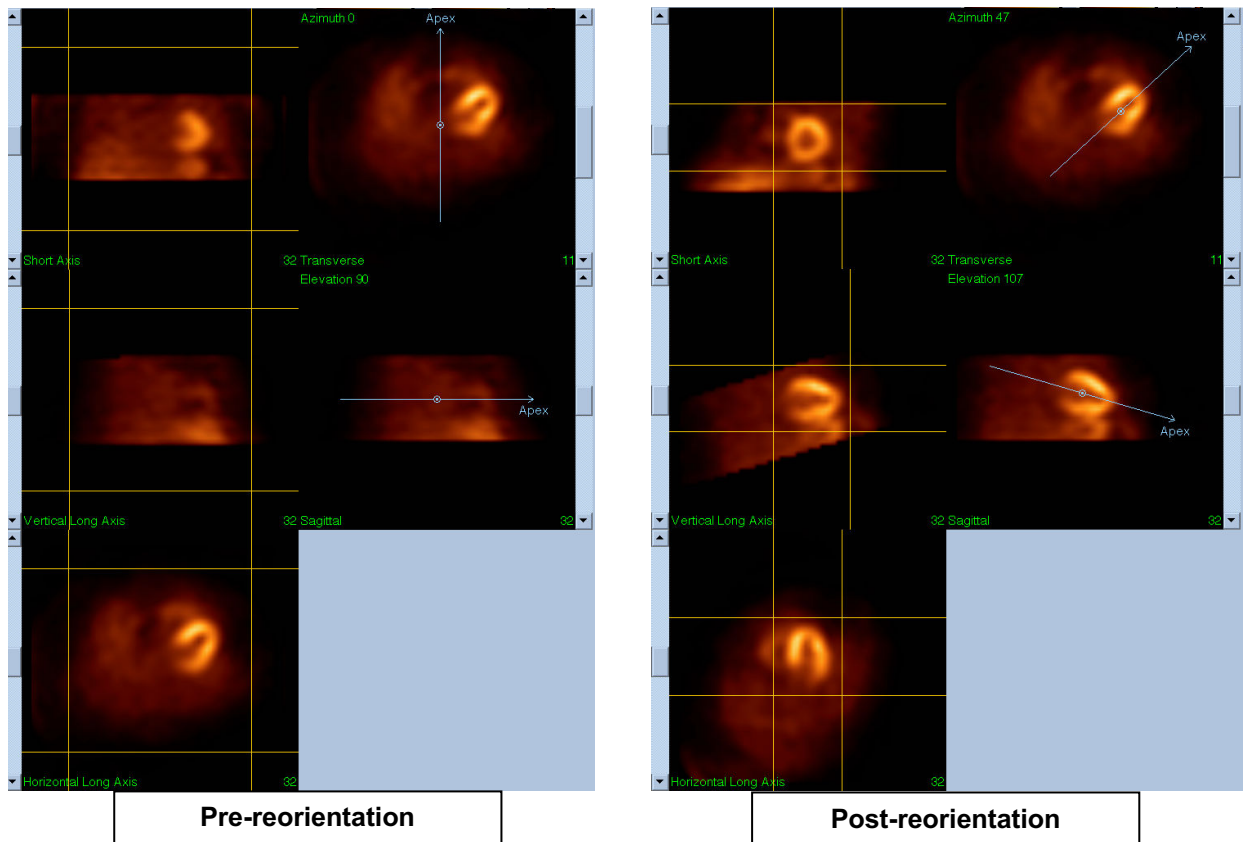 Azimuth 0
Apex
Short Axis 32
Transverse 11
Elevation 90
Apex
Vertical Long Axis 32
Sagittal 32
Horizontal Long Axis 32
Pre-reorientation
Azimuth 47
Apex
Short Axis 32
Transverse 11
Elevation 107
Apex
Vertical Long Axis 32
Sagittal 32
Horizontal Long Axis 32
Post-reorientation